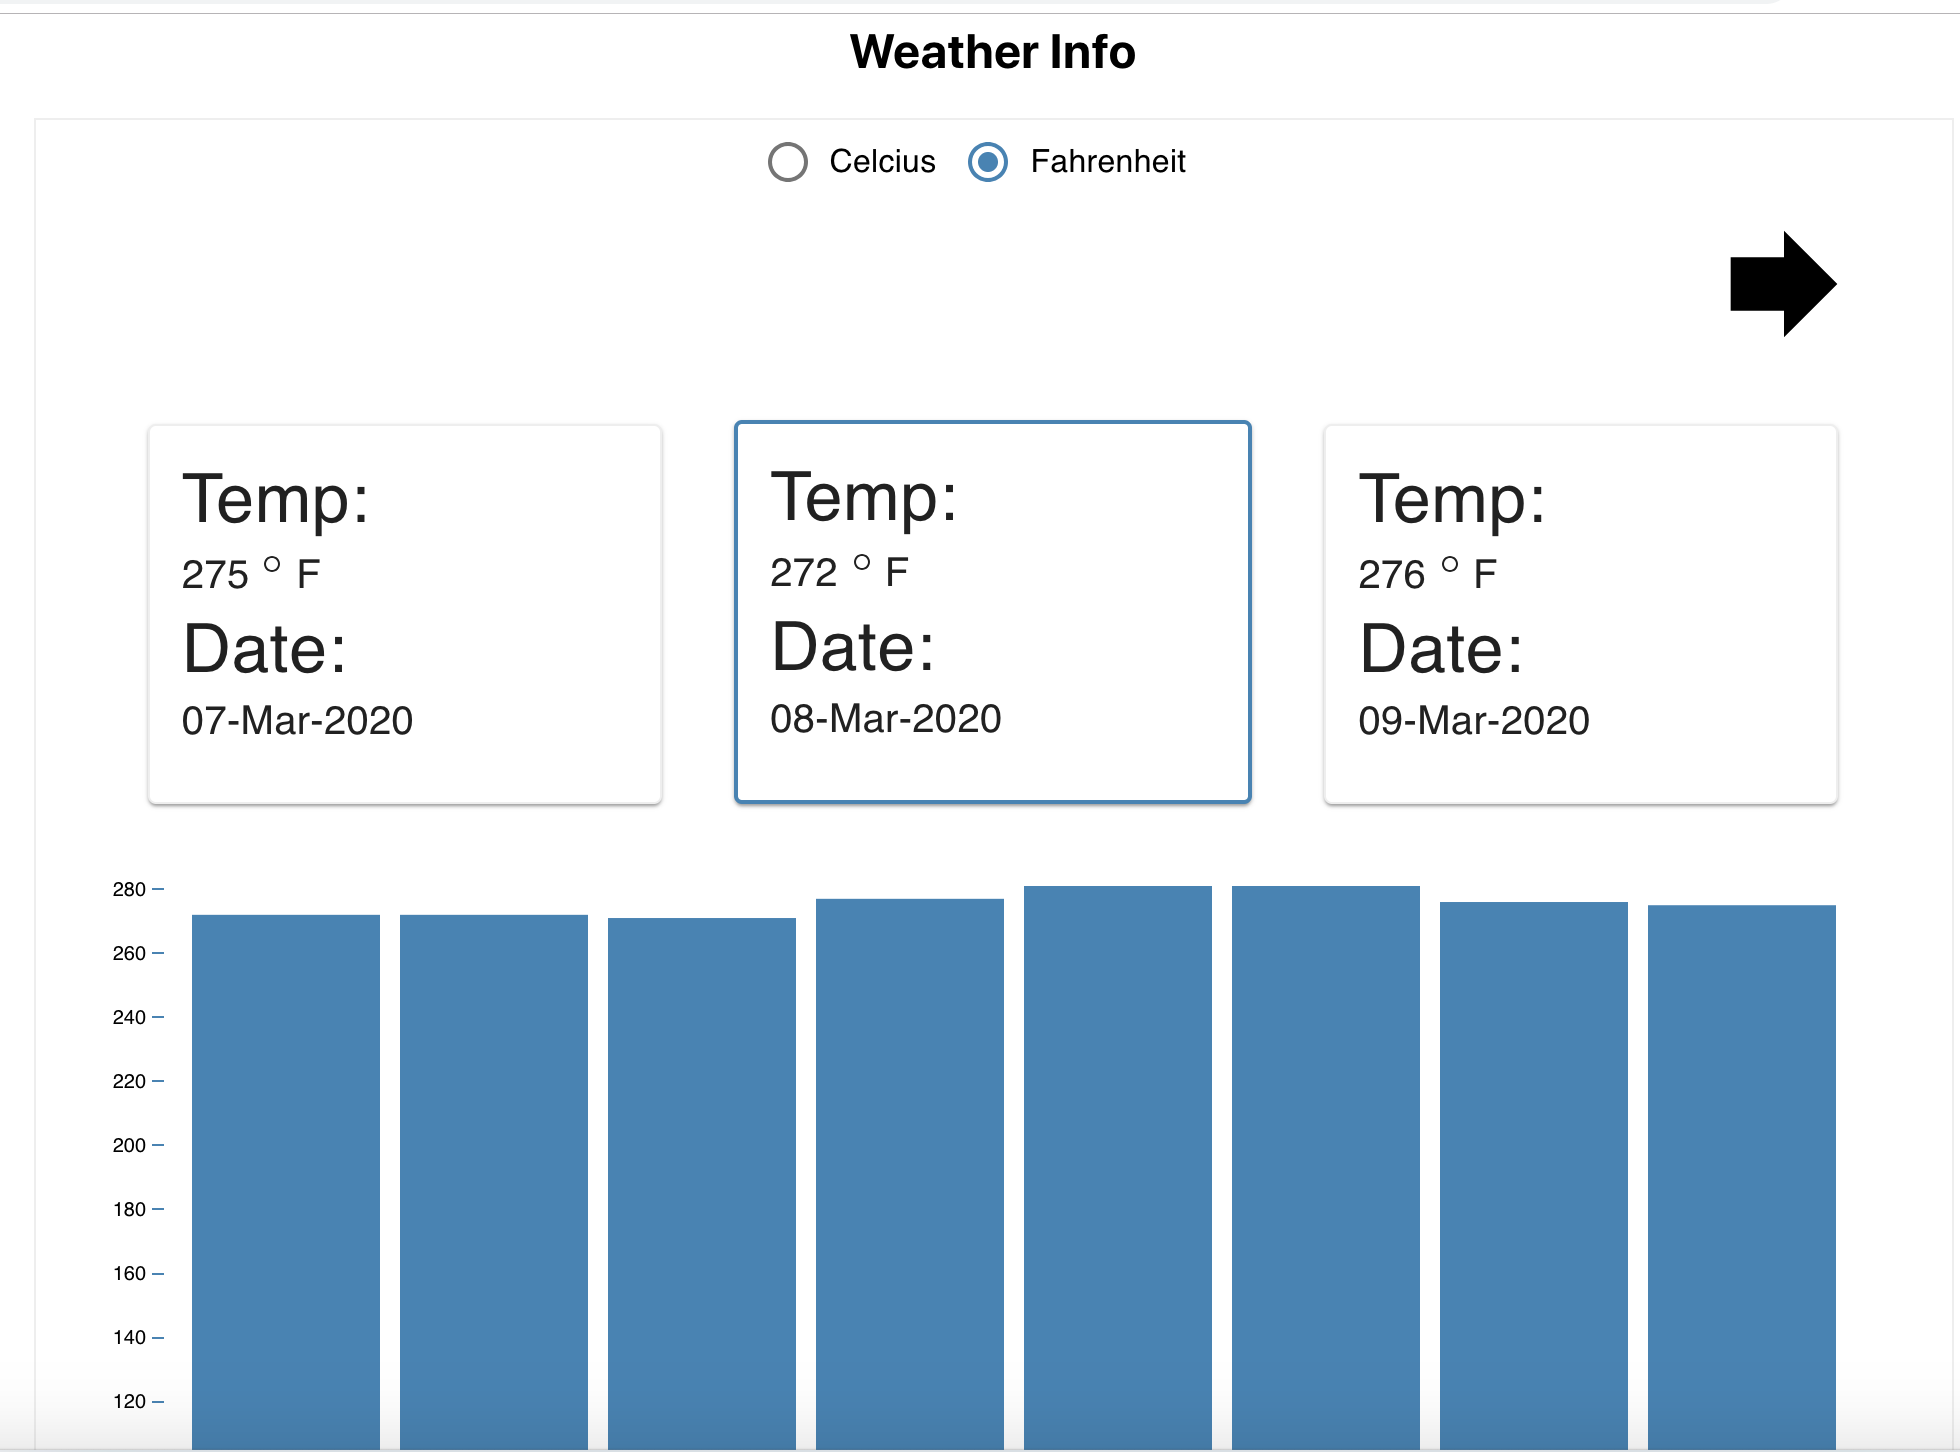 Weather Info
Celcius Fahrenheit
Temp:
275 ° F
Date:
07-Mar-2020
Temp:
272 ° F
Date:
08-Mar-2020
Temp:
276 ° F
Date:
09-Mar-2020
280
260
240
220
200
180
160
140
120